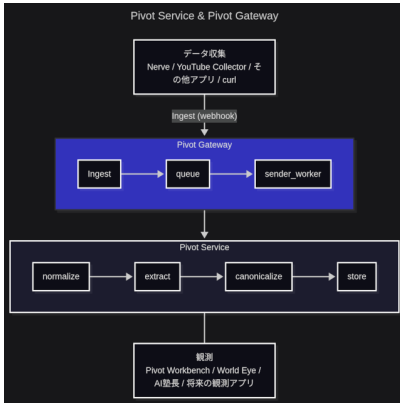 Pivot Service & Pivot Gateway
データ収集
Nerve / YouTube Collector / そ
の他アプリ / curl
Ingest (webhook)
Pivot Gateway
Ingest
queue
sender_worker
Pivot Service
normalize
extract
canonicalize
store
観測
Pivot Workbench / World Eye /
AI塾長 / 将来の観測アプリ